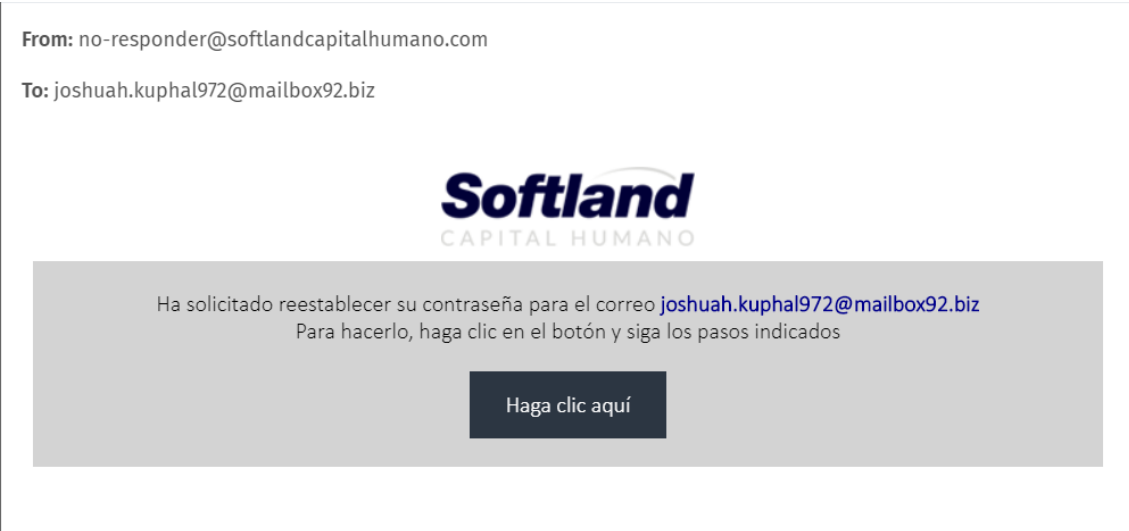 From: no-responder@softlandcapitalhumano.com
To: joshuah.kuphal972@mailbox92.biz
Softland
CAPITAL HUMANO
Ha solicitado reestablecer su contraseña para el correo joshuah.kuphal972@mailbox92.biz
Para hacerlo, haga clic en el botón y siga los pasos indicados
Haga clic aquí